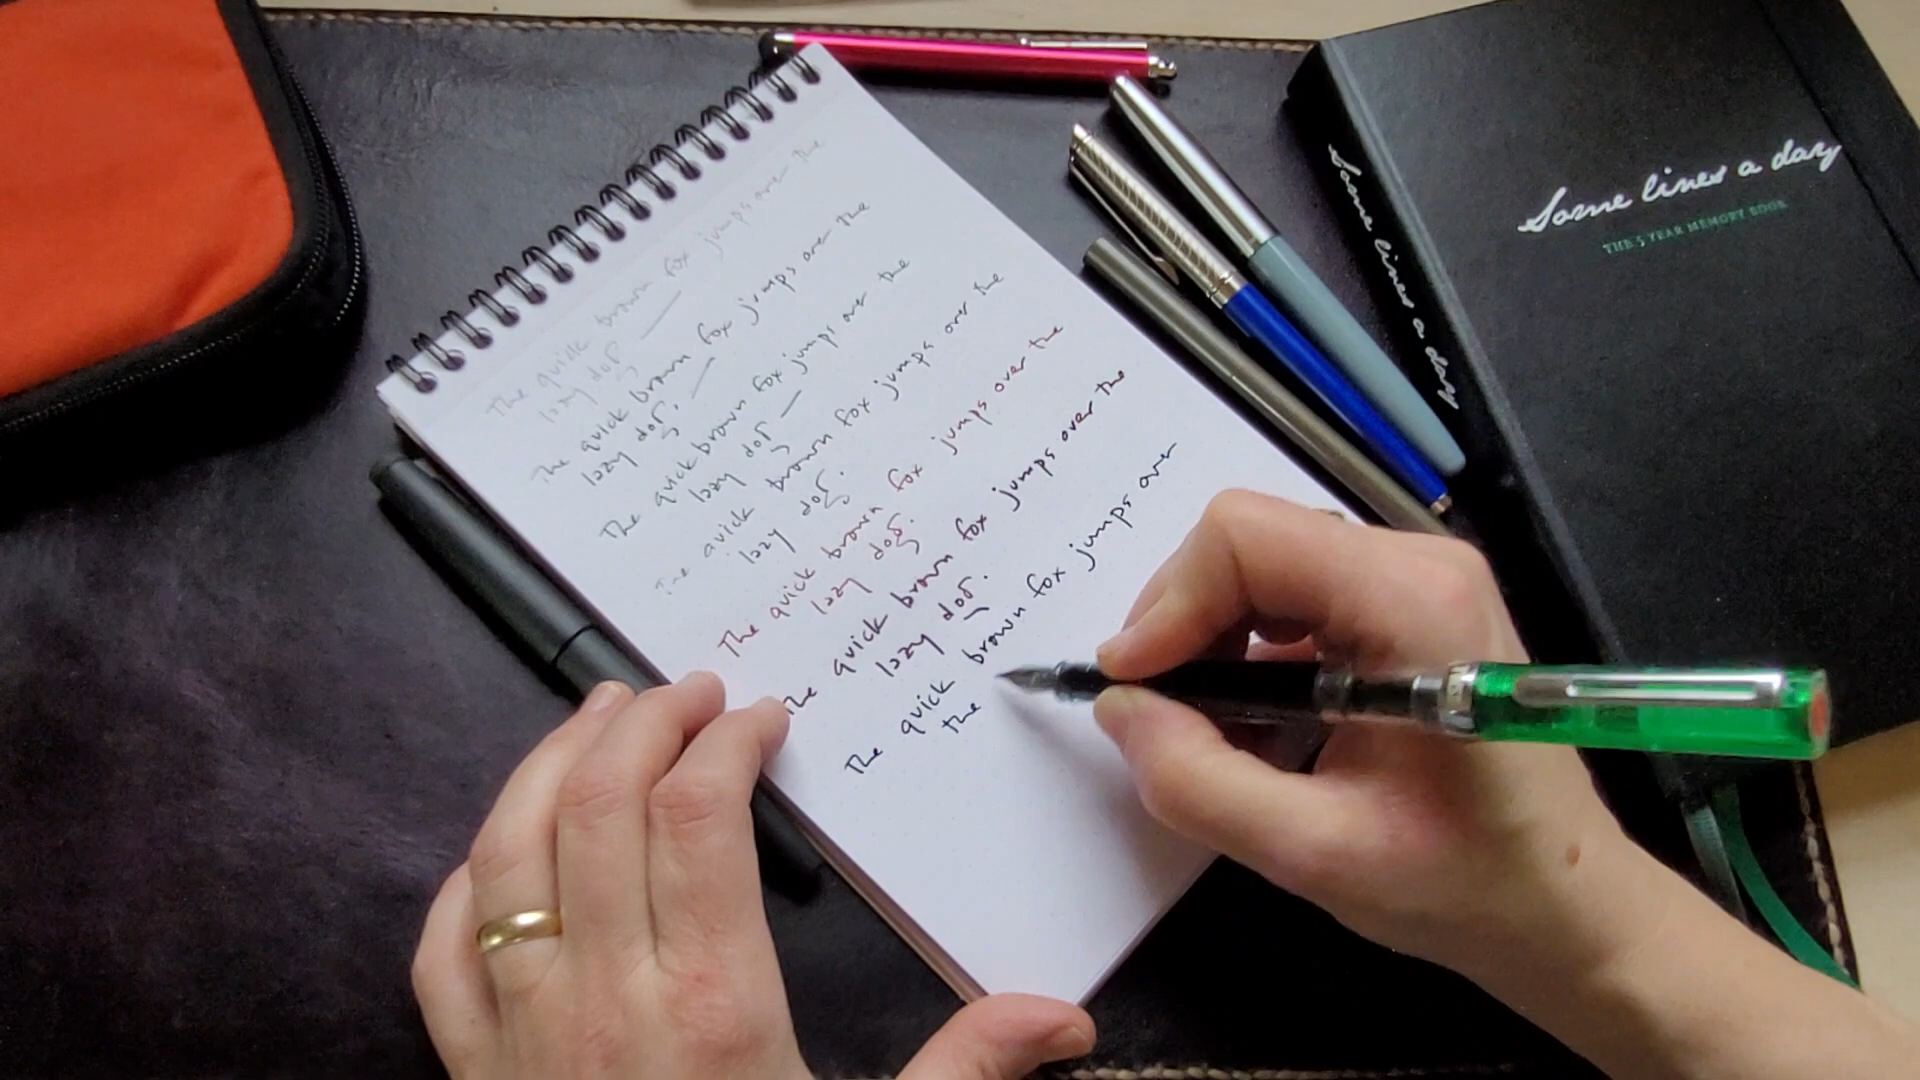 The quick brown fox jumps over the
lazy dog
The quick brown fox jumps over the
lazy dog.
The quick brown fox jumps over the
lazy dog
The quick brown fox jumps over the
lazy dog.
The quick brown fox jumps over the
lazy dog.
The quick brown fox jumps over the
lazy dog.
The quick brown fox jumps over
the
Some lines a day
Some lines a day
THE 5 YEAR MEMORY BOOK